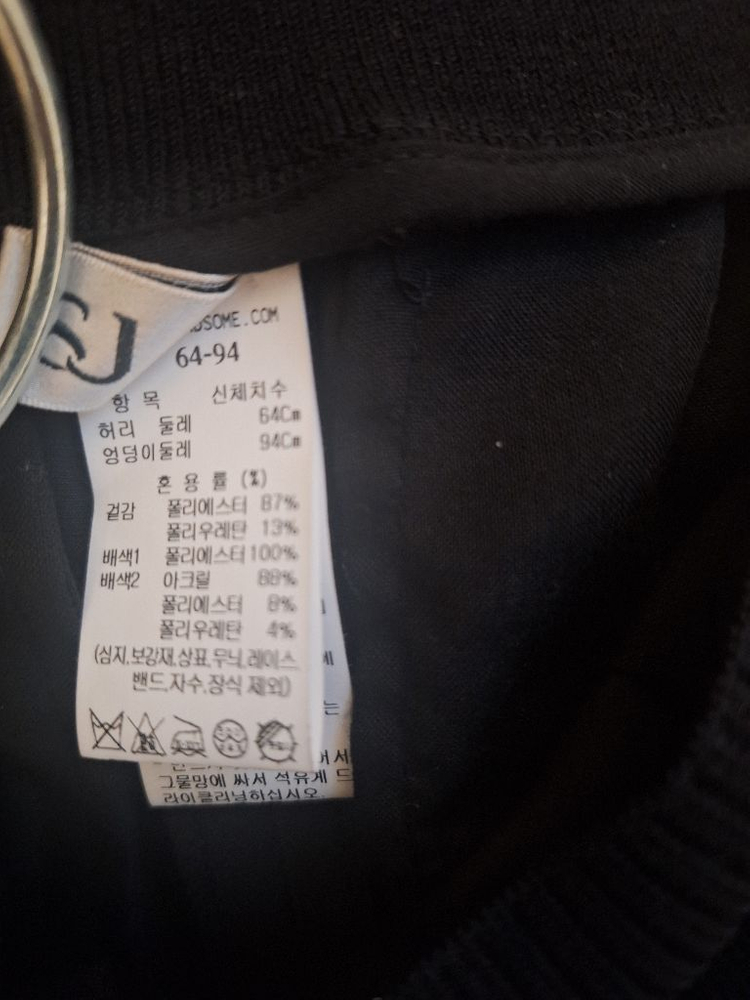 SJ
DSOME.COM
64-94
항 목 신체치수
허리 둘레 64Cm
엉덩이둘레 94Cm
혼 용 률 (%)
겉감 폴리에스터 87%
폴리우레탄 13%
배색1 폴리에스터 100%
배색2 아크릴 88%
폴리에스터 8%
폴리우레탄 4%
(심지,보강재,상표,무늬,레이스
밴드,자수,장식 제외)
는
그물망에 싸서 석유계 드
라이클리닝하십시오.